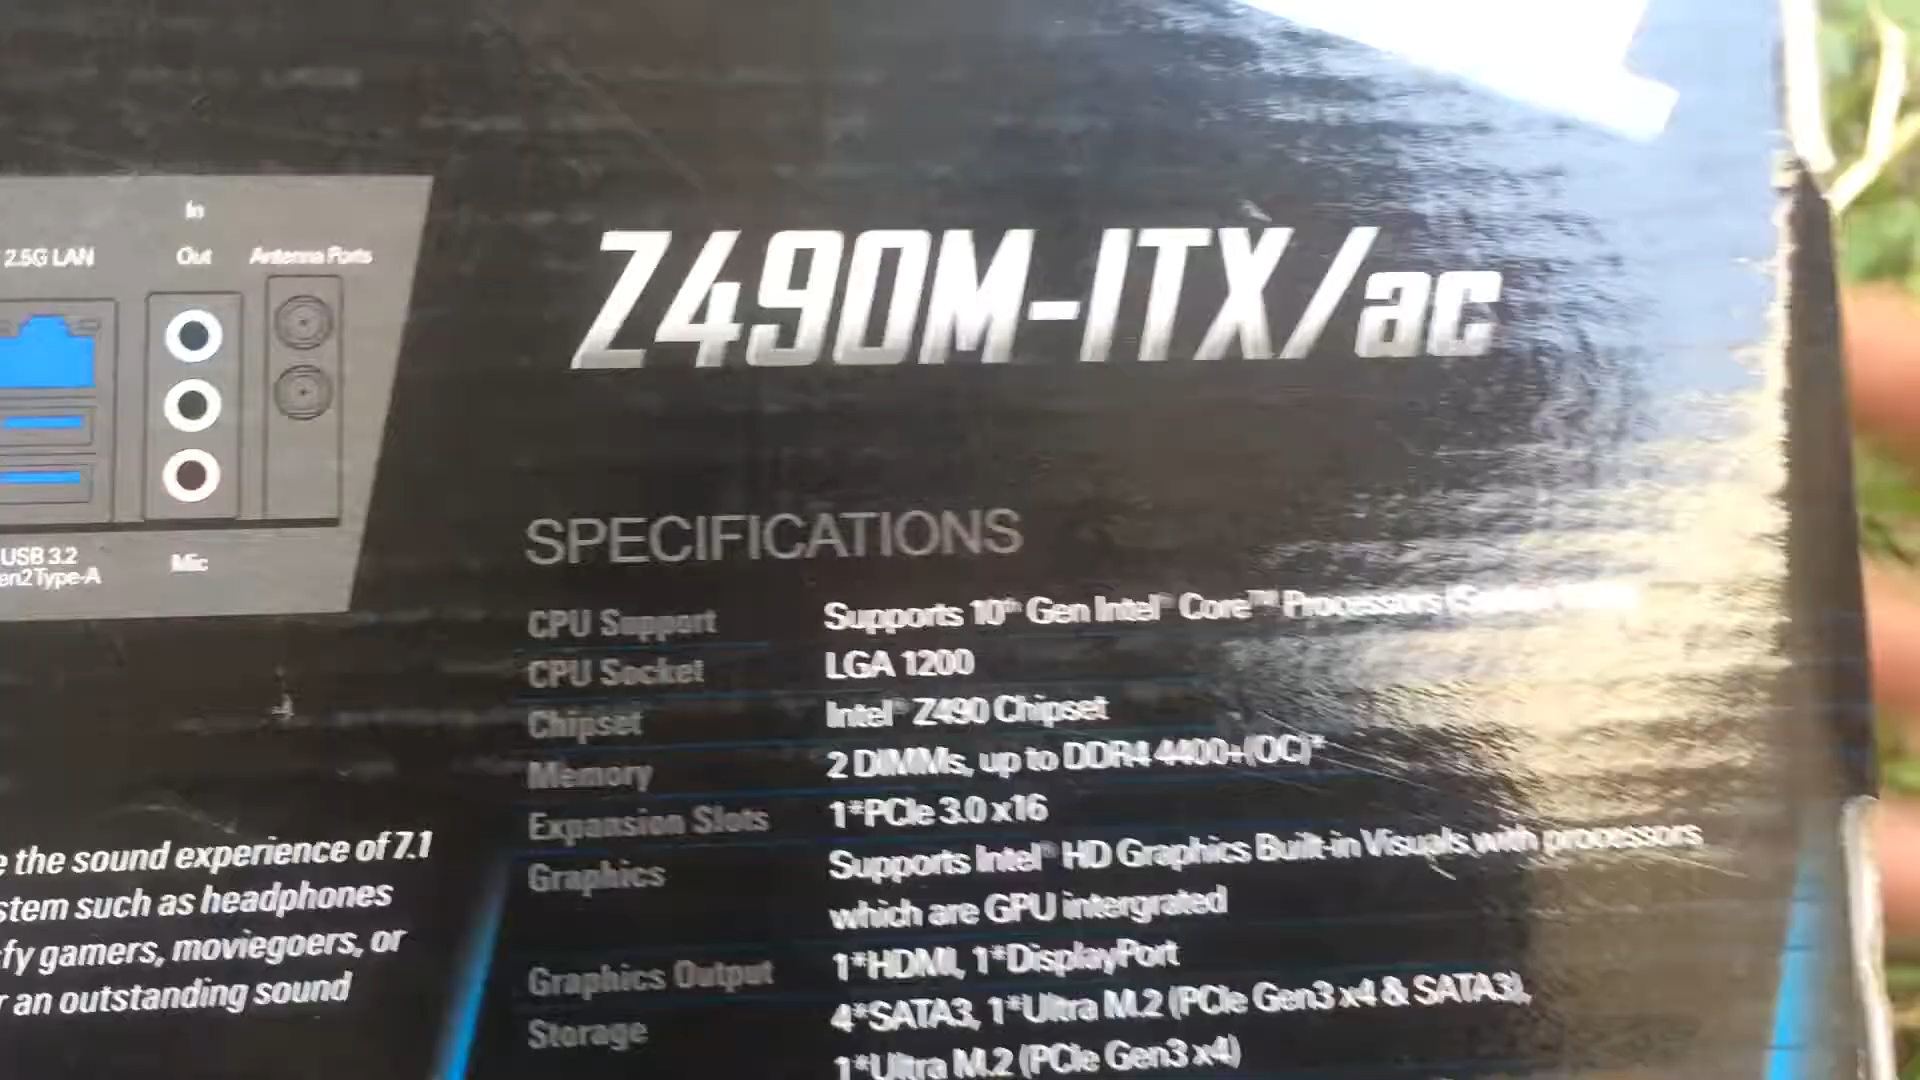 In
2.5G LAN
Out
Antenna Ports
Z490M-ITX/ac
USB 3.2
en2 Type-A
Mic
SPECIFICATIONS
CPU Support Supports 10th Gen Intel® Core™ Processors
CPU Socket LGA 1200
Chipset Intel® Z490 Chipset
Memory 2 DIMMs, up to DDR4 4400+(OC)*
Expansion Slots 1*PCIe 3.0 x16
Graphics Supports Intel® HD Graphics Built-in Visuals with processors
which are GPU intergrated
Graphics Output 1*HDMI, 1*DisplayPort
Storage 4*SATA3, 1*Ultra M.2 (PCIe Gen3 x4 & SATA3),
1*Ultra M.2 (PCIe Gen3 x4)
e the sound experience of 7.1
stem such as headphones
fy gamers, moviegoers, or
r an outstanding sound